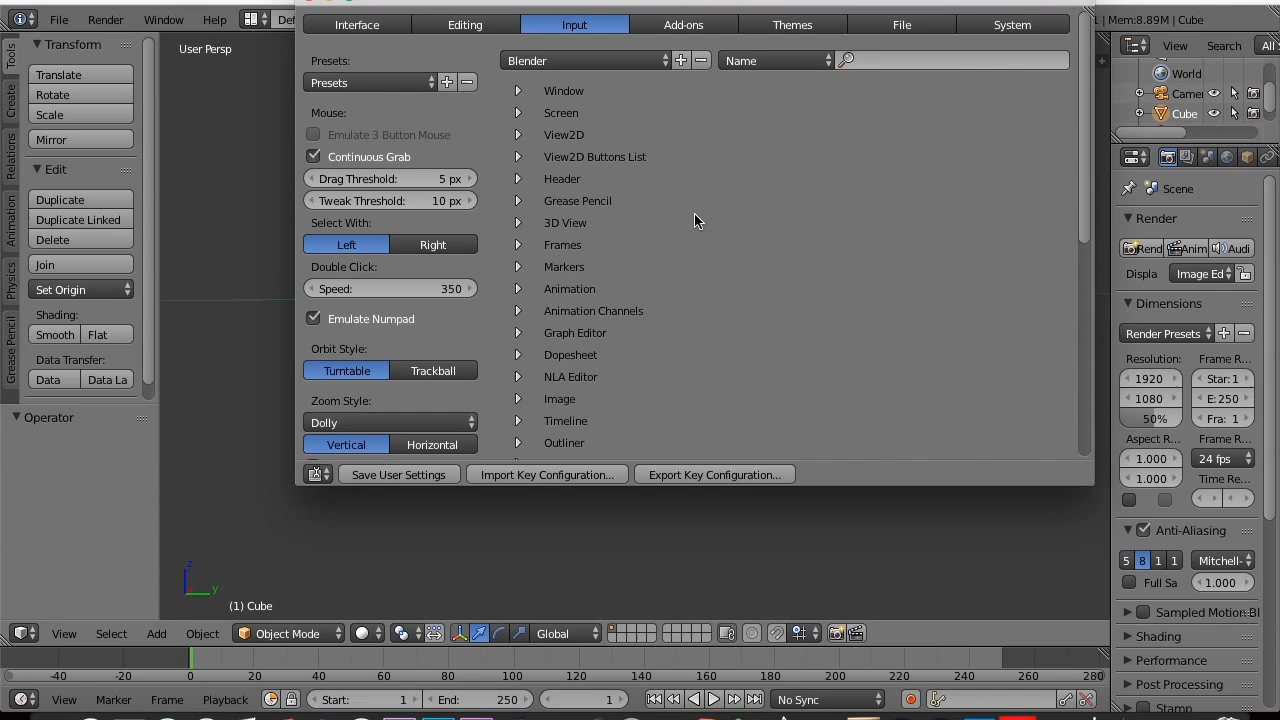 File Render Window Help Def
1 | Mem:8.89M | Cube
Interface Editing Input Add-ons Themes File System
Tools
Create
Relations
Animation
Physics
Grease Pencil
Transform
Translate
Rotate
Scale
Mirror
Edit
Duplicate
Duplicate Linked
Delete
Join
Set Origin
Shading:
Smooth Flat
Data Transfer:
Data Data La
Operator
User Persp
Presets:
Presets
Mouse:
Emulate 3 Button Mouse
Continuous Grab
Drag Threshold: 5 px
Tweak Threshold: 10 px
Select With:
Left Right
Double Click:
Speed: 350
Emulate Numpad
Orbit Style:
Turntable Trackball
Zoom Style:
Dolly
Vertical Horizontal
Blender Name
Window
Screen
View2D
View2D Buttons List
Header
Grease Pencil
3D View
Frames
Markers
Animation
Animation Channels
Graph Editor
Dopesheet
NLA Editor
Image
Timeline
Outliner
Save User Settings Import Key Configuration... Export Key Configuration...
z
y
(1) Cube
View Search All S
World
Camer
Cube
Scene
Render
Rend Anim Audi
Displa Image Ed
Dimensions
Render Presets
Resolution: Frame R...
1920 Star: 1
1080 E: 250
50% Fra: 1
Aspect R... Frame R...
1.000 24 fps
1.000 Time Re...
Anti-Aliasing
5 8 1 1 Mitchell-
Full Sa 1.000
Sampled Motion Bl
Shading
Performance
Post Processing
Stamp
View Select Add Object Object Mode Global
-40 -20 0 20 40 60 80 100 120 140 160 180 200 220 240 260 280
View Marker Frame Playback Start: 1 End: 250 1 No Sync